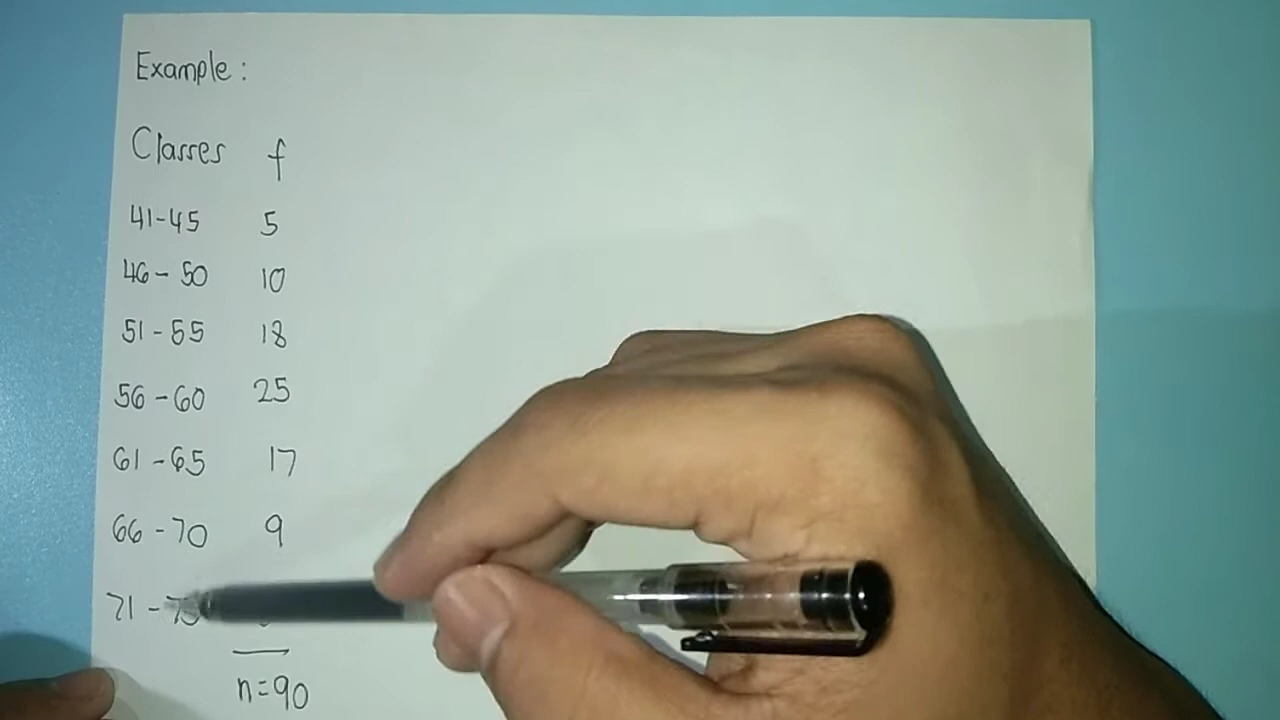 Example :
Classes f
41-45 5
46 - 50 10
51 - 55 18
56 - 60 25
61 - 65 17
66 - 70 9
71 -
n=90